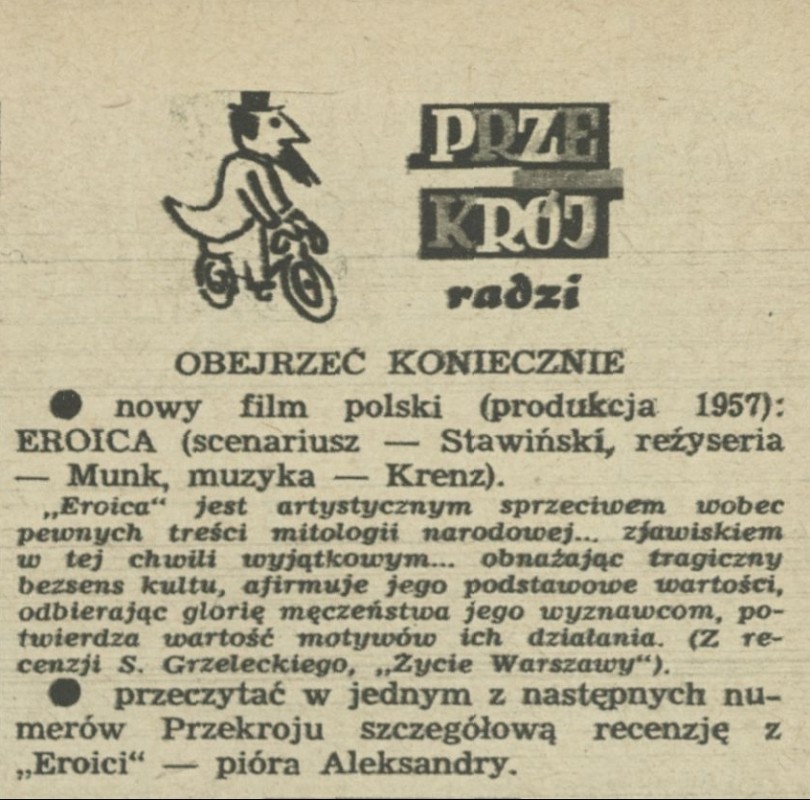 PRZE
KRÓJ
radzi
OBEJRZEĆ KONIECZNIE
● nowy film polski (produkcja 1957):
EROICA (scenariusz — Stawiński, reżyseria
— Munk, muzyka — Krenz).
„Eroica“ jest artystycznym sprzeciwem wobec
pewnych treści mitologii narodowej... zjawiskiem
w tej chwili wyjątkowym... obnażając tragiczny
bezsens kultu, afirmuje jego podstawowe wartości,
odbierając glorię męczeństwa jego wyznawcom, po-
twierdza wartość motywów ich działania. (Z re-
cenzji S. Grzeleckiego, „Życie Warszawy“).
● przeczytać w jednym z następnych nu-
merów Przekroju szczegółową recenzję z
„Eroici“ — pióra Aleksandry.